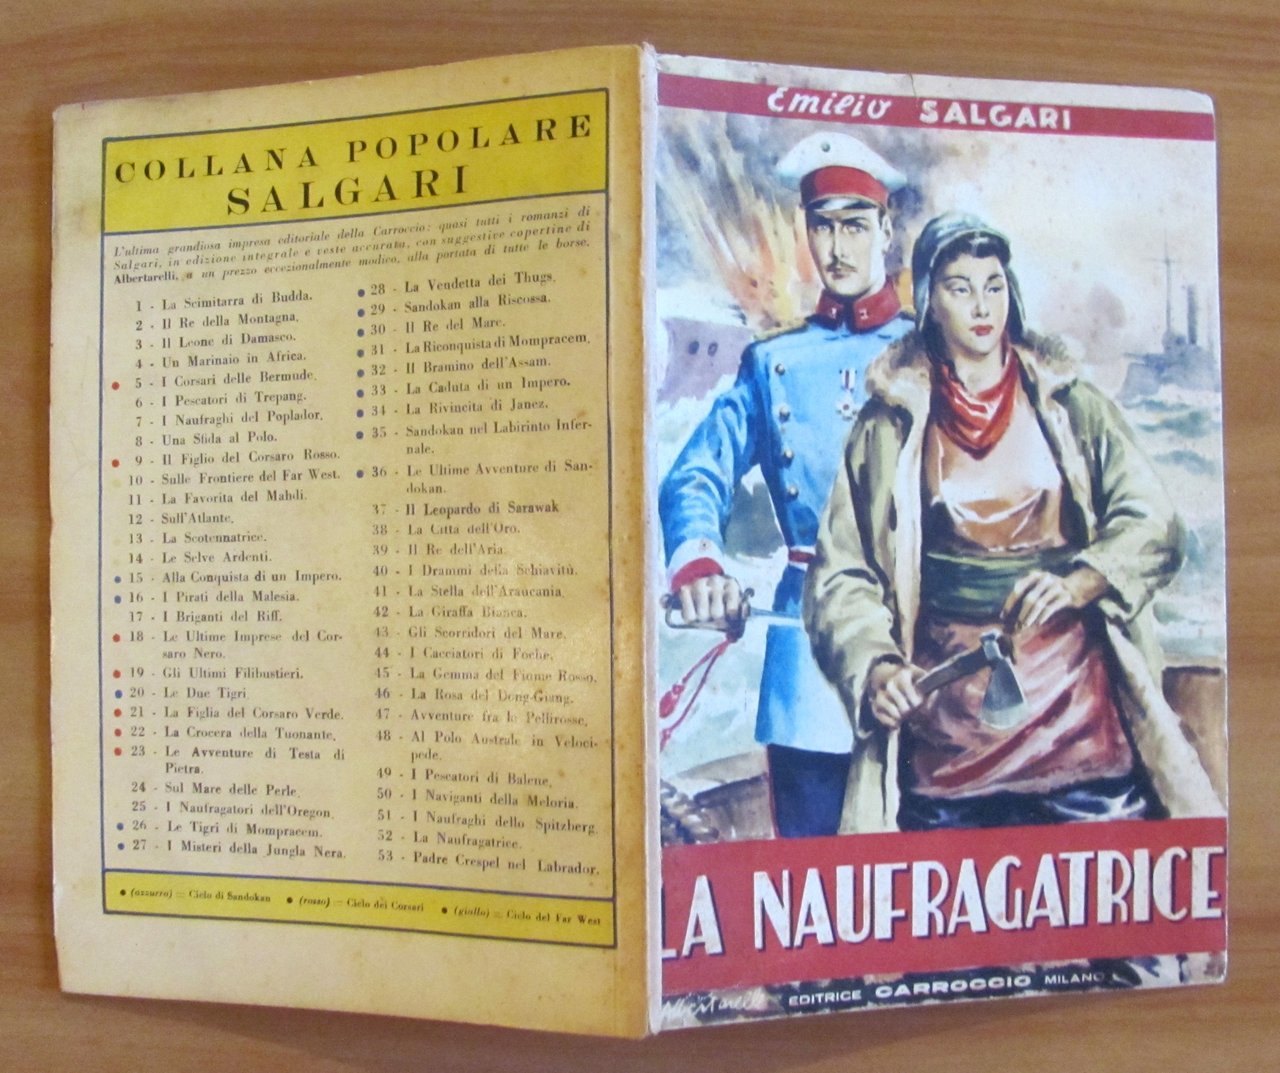 COLLANA POPOLARE
SALGARI
L'ultima grandiosa impresa editoriale della Carroccio: quasi tutti i romanzi di
Salgari, in edizione integrale e veste accurata, con suggestive copertine di
Albertarelli, a un prezzo eccezionalmente modico, alla portata di tutte le borse.
1 - La Scimitarra di Budda.
2 - Il Re della Montagna.
3 - Il Leone di Damasco.
4 - Un Marinaio in Africa.
5 - I Corsari delle Bermude.
6 - I Pescatori di Trepang.
7 - I Naufraghi del Poplador.
8 - Una Sfida al Polo.
9 - Il Figlio del Corsaro Rosso.
10 - Sulle Frontiere del Far West.
11 - La Favorita del Mahdi.
12 - Sull'Atlante.
13 - La Scotennatrice.
14 - Le Selve Ardenti.
15 - Alla Conquista di un Impero.
16 - I Pirati della Malesia.
17 - I Briganti del Riff.
18 - Le Ultime Imprese del Cor-
saro Nero.
19 - Gli Ultimi Filibustieri.
20 - Le Due Tigri.
21 - La Figlia del Corsaro Verde.
22 - La Crocera della Tuonante.
23 - Le Avventure di Testa di
Pietra.
24 - Sul Mare delle Perle.
25 - I Naufragatori dell'Oregon.
26 - Le Tigri di Mompracem.
27 - I Misteri della Jungla Nera.
28 - La Vendetta dei Thugs.
29 - Sandokan alla Riscossa.
30 - Il Re del Mare.
31 - La Riconquista di Mompracem.
32 - Il Bramino dell'Assam.
33 - La Caduta di un Impero.
34 - La Rivincita di Janez.
35 - Sandokan nel Labirinto Infer-
nale.
36 - Le Ultime Avventure di San-
dokan.
37 - Il Leopardo di Sarawak
38 - La Città dell'Oro.
39 - Il Re dell'Aria.
40 - I Drammi della Schiavitù.
41 - La Stella dell'Araucania.
42 - La Giraffa Bianca.
43 - Gli Scorridori del Mare.
44 - I Cacciatori di Foche.
45 - La Gemma del Fiume Rosso.
46 - La Rosa del Dong-Giang.
47 - Avventure fra le Pellirosse.
48 - Al Polo Australe in Veloci-
pede.
49 - I Pescatori di Balene.
50 - I Naviganti della Meloria.
51 - I Naufraghi dello Spitzberg.
52 - La Naufragatrice.
53 - Padre Crespel nel Labrador.
(azzurro) = Ciclo di Sandokan (rosso) = Ciclo dei Corsari (giallo) = Ciclo del Far West
Emilio SALGARI
LA NAUFRAGATRICE
Albertarelli EDITRICE CARROCCIO MILANO